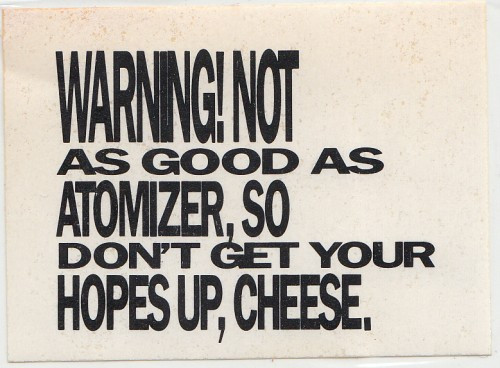 WARNING! NOT
AS GOOD AS
ATOMIZER, SO
DON'T GET YOUR
HOPES UP, CHEESE.